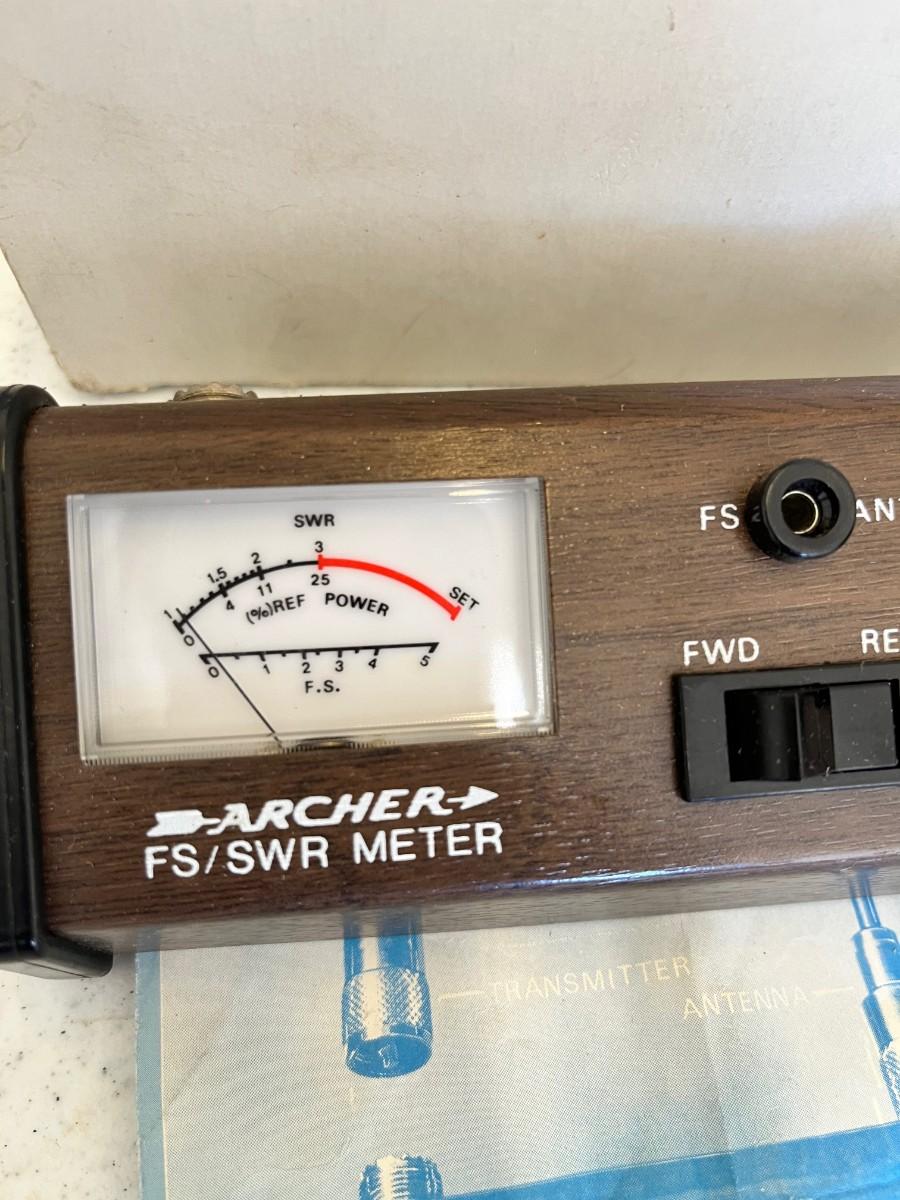 SWR
1 1.5 2 3 SET
0 4 11 25
(%)REF POWER
0 1 2 3 4 5
F.S.
FS
FWD
ARCHER
FS/SWR METER
TRANSMITTER
ANTENNA